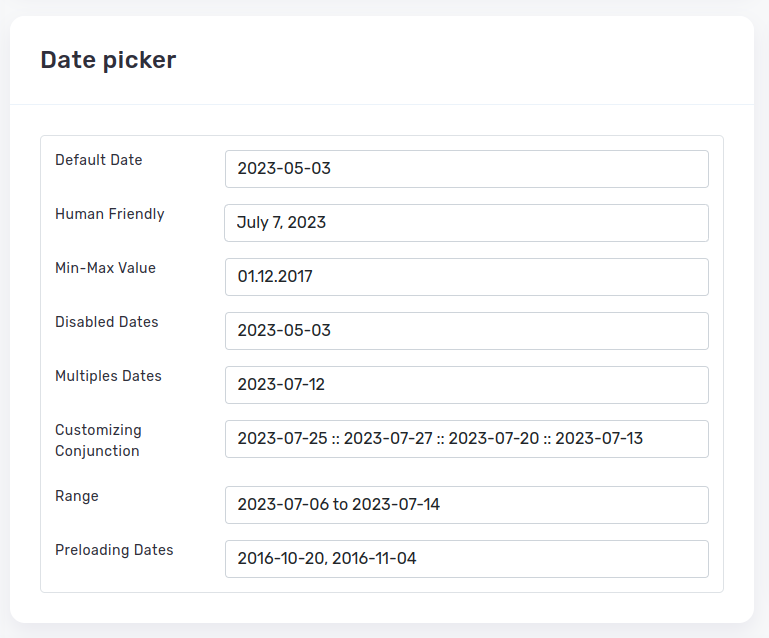 Date picker
Default Date
2023-05-03
Human Friendly
July 7, 2023
Min-Max Value
01.12.2017
Disabled Dates
2023-05-03
Multiples Dates
2023-07-12
Customizing
Conjunction
2023-07-25 :: 2023-07-27 :: 2023-07-20 :: 2023-07-13
Range
2023-07-06 to 2023-07-14
Preloading Dates
2016-10-20, 2016-11-04